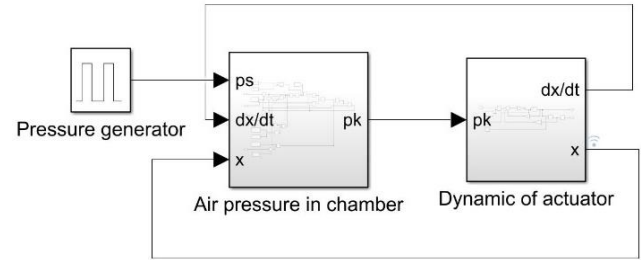 ps
dx/dt
x
pk
Pressure generator
Air pressure in chamber
pk
dx/dt
x
Dynamic of actuator